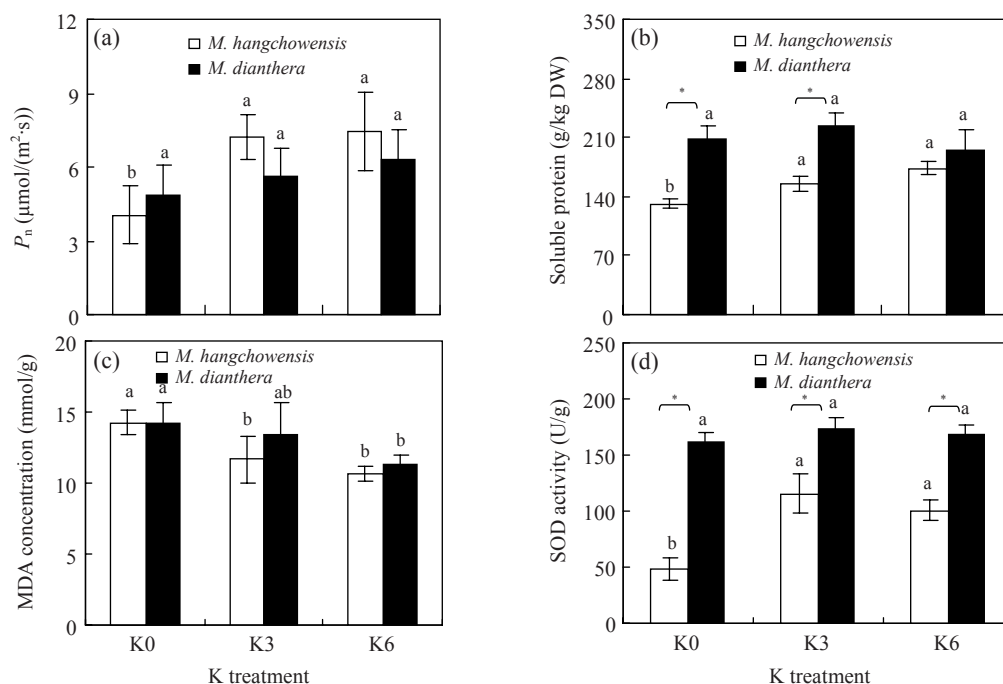 (a)
M. hangchowensis
M. dianthera
12
9
6
3
0
Pn (µmol/(m²·s))
b
a
a
a
a
a
(b)
M. hangchowensis
M. dianthera
350
280
210
140
70
0
Soluble protein (g/kg DW)
*
*
b
a
a
a
a
a
(c)
M. hangchowensis
M. dianthera
20
15
10
5
0
MDA concentration (mmol/g)
a
a
b
ab
b
b
K0
K3
K6
K treatment
(d)
M. hangchowensis
M. dianthera
250
200
150
100
50
0
SOD activity (U/g)
*
*
*
b
a
a
a
a
a
K0
K3
K6
K treatment